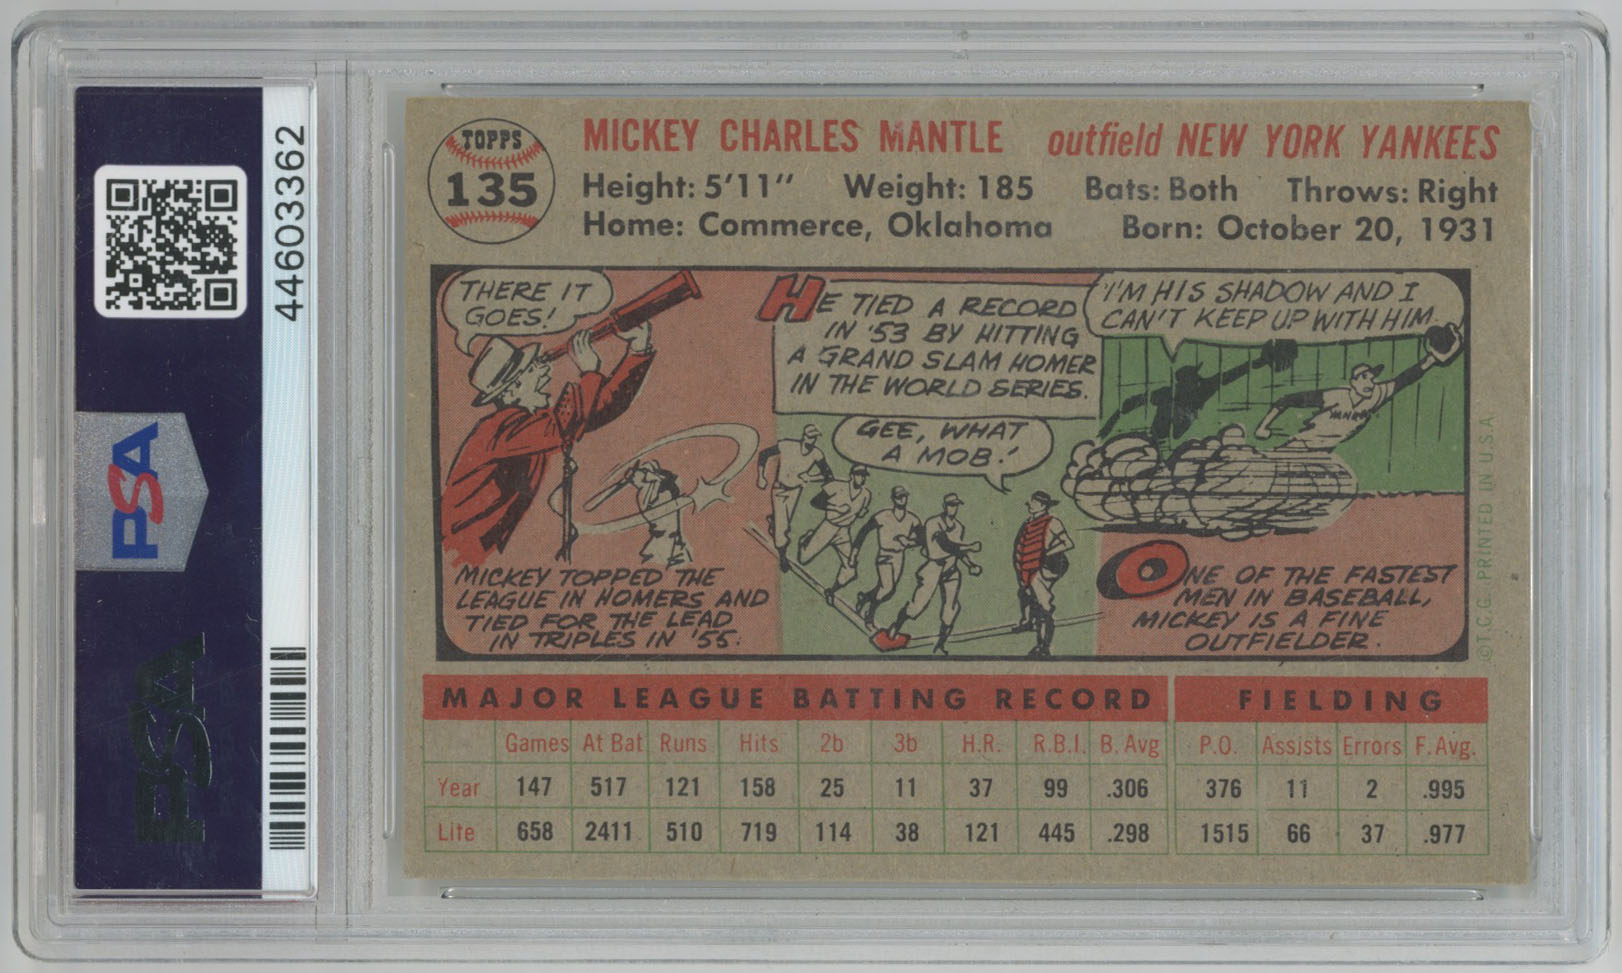 44603362
PSA
PSA
TOPPS
135
MICKEY CHARLES MANTLE outfield NEW YORK YANKEES
Height: 5'11" Weight: 185 Bats: Both Throws: Right
Home: Commerce, Oklahoma Born: October 20, 1931
THERE IT
GOES!
MICKEY TOPPED THE
LEAGUE IN HOMERS AND
TIED FOR THE LEAD
IN TRIPLES IN '55.
HE TIED A RECORD
IN '53 BY HITTING
A GRAND SLAM HOMER
IN THE WORLD SERIES.
GEE, WHAT
A MOB!
I'M HIS SHADOW AND I
CAN'T KEEP UP WITH HIM.
YANKEES
ONE OF THE FASTEST
MEN IN BASEBALL,
MICKEY IS A FINE
OUTFIELDER.
©T.C.G. PRINTED IN U.S.A.
MAJOR LEAGUE BATTING RECORD FIELDING
Games At Bat Runs Hits 2b 3b H.R. R.B.I. B. Avg P.O. Assists Errors F. Avg.
Year 147 517 121 158 25 11 37 99 .306 376 11 2 .995
Life 658 2411 510 719 114 38 121 445 .298 1515 66 37 .977